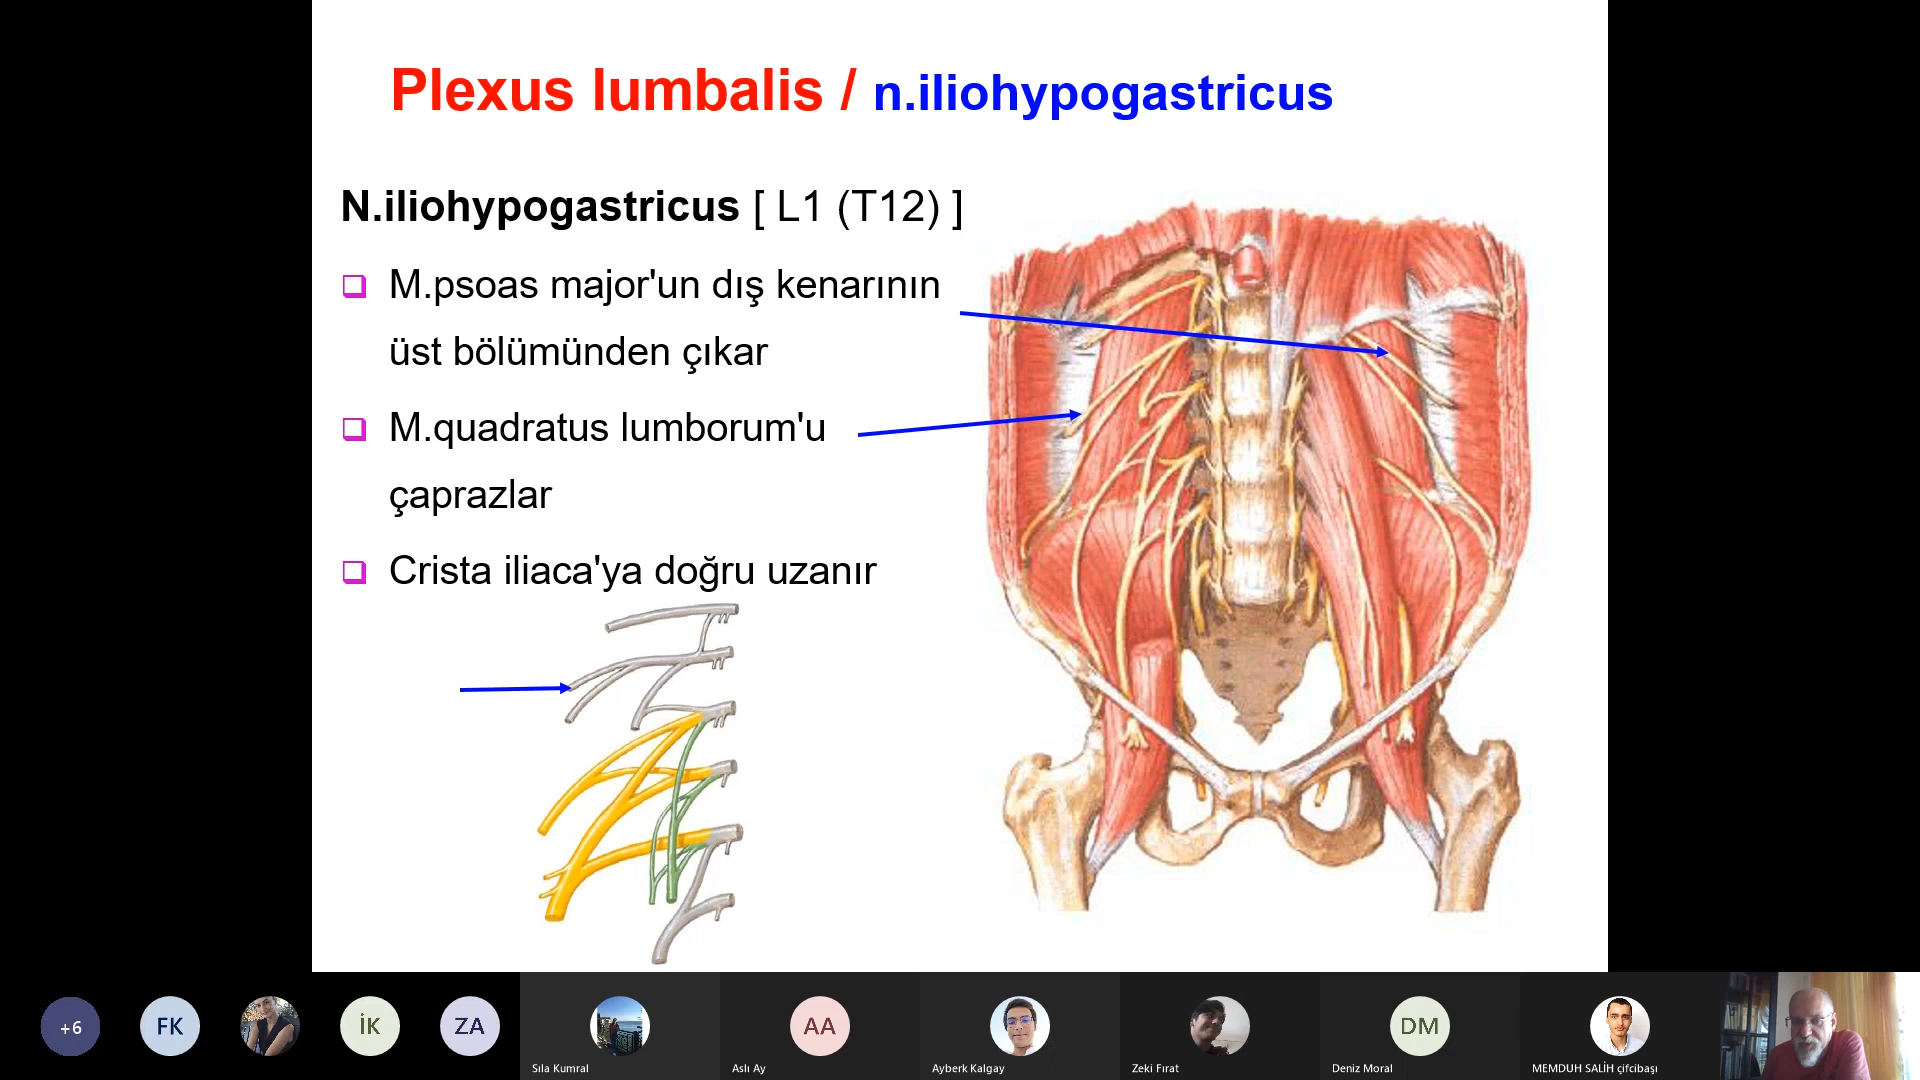 Plexus lumbalis / n.iliohypogastricus
N.iliohypogastricus [ L1 (T12) ]
M.psoas major'un dış kenarının
üst bölümünden çıkar
M.quadratus lumborum'u
çaprazlar
Crista iliaca'ya doğru uzanır
+6
FK
İK
ZA
AA
DM
Sıla Kumral
Aslı Ay
Ayberk Kalgay
Zeki Fırat
Deniz Moral
MEMDUH SALİH çifcibaşı